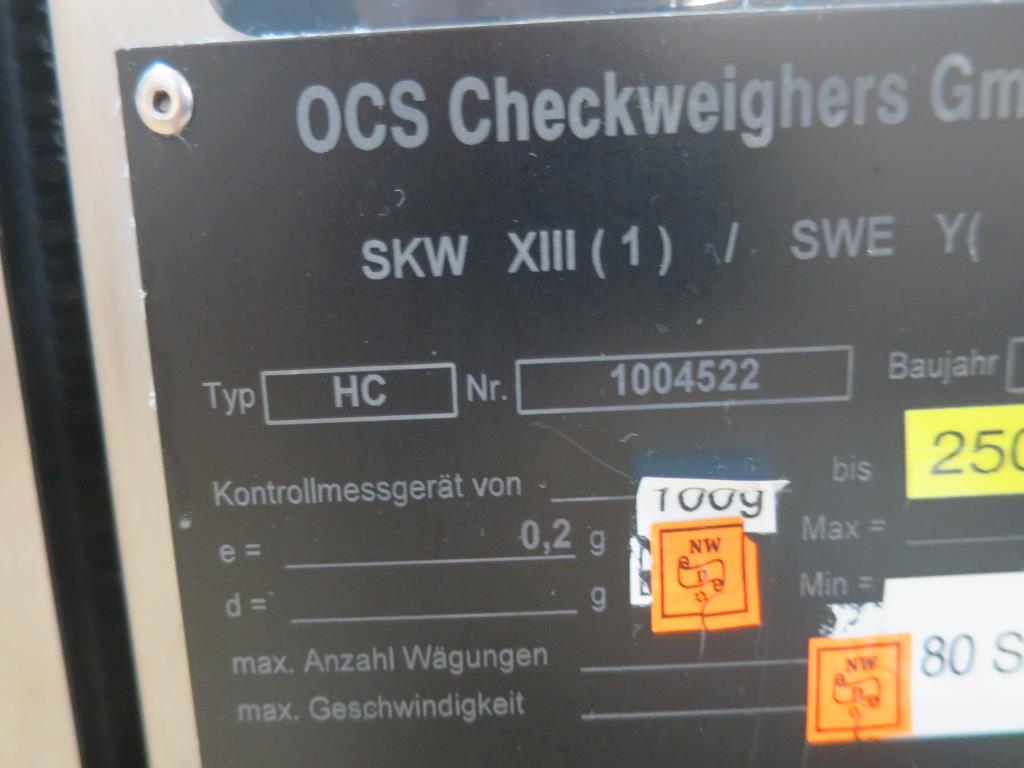 OCS Checkweighers Gm
SKW XIII ( 1 ) / SWE Y(
Typ HC Nr. 1004522 Baujahr
Kontrollmessgerät von 100g bis 250
e = 0,2 g Max =
d = g Min =
NW
D
max. Anzahl Wägungen 80 S
max. Geschwindigkeit
NW